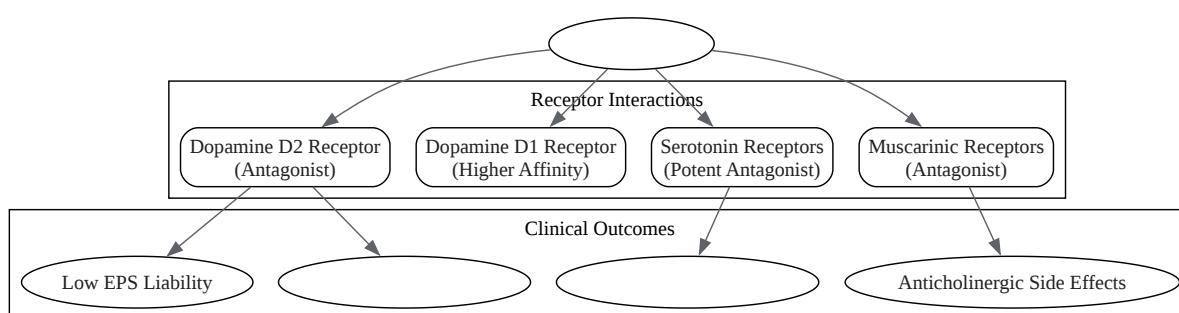 Receptor Interactions
Dopamine D2 Receptor
(Antagonist)
Dopamine D1 Receptor
(Higher Affinity)
Serotonin Receptors
(Potent Antagonist)
Muscarinic Receptors
(Antagonist)
Clinical Outcomes
Low EPS Liability
Anticholinergic Side Effects